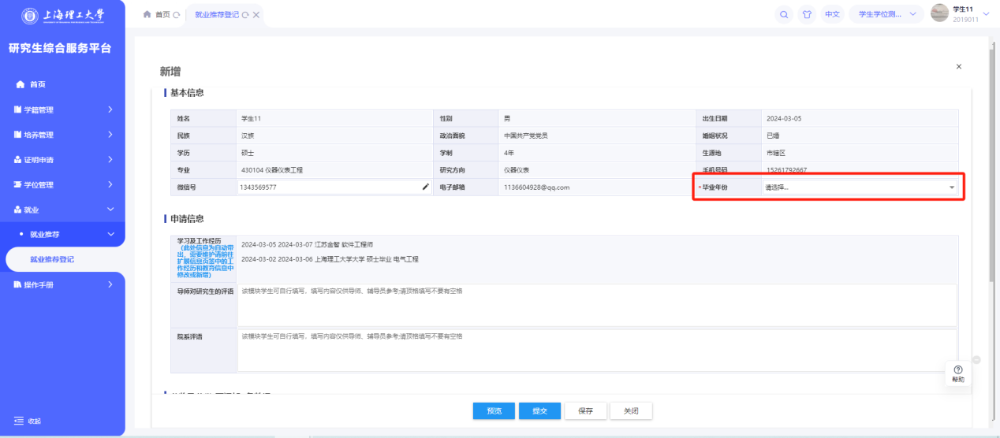 上海理工大学
首页
就业推荐登记
中文
学生学位测...
学生11
2019011
研究生综合服务平台
首页
学籍管理
培养管理
证明申请
学位管理
就业
就业推荐
就业推荐登记
操作手册
收起
新增
基本信息
姓名 学生11 性别 男 出生日期 2024-03-05
民族 汉族 政治面貌 中国共产党党员 婚姻状况 已婚
学历 硕士 学制 4年 生源地 市辖区
专业 430104 仪器仪表工程 研究方向 仪器仪表 手机号码 15261792667
微信号 1343569577 电子邮箱 1136604928@qq.com *毕业年份 请选择...
申请信息
学习及工作经历
（此处信息为自动带
出，需要维护请前往
扩展信息页签中的工
作经历和教育信息中
修改或新增）
2024-03-05 2024-03-07 江苏金智 软件工程师
2024-03-02 2024-03-06 上海理工大学大学 硕士毕业 电气工程
导师对研究生的评语 该模块学生可自行填写，填写内容仅供导师、辅导员参考;请顶格填写不要有空格
院系评语 该模块学生可自行填写，填写内容仅供导师、辅导员参考;请顶格填写不要有空格
帮助
预览 提交 保存 关闭